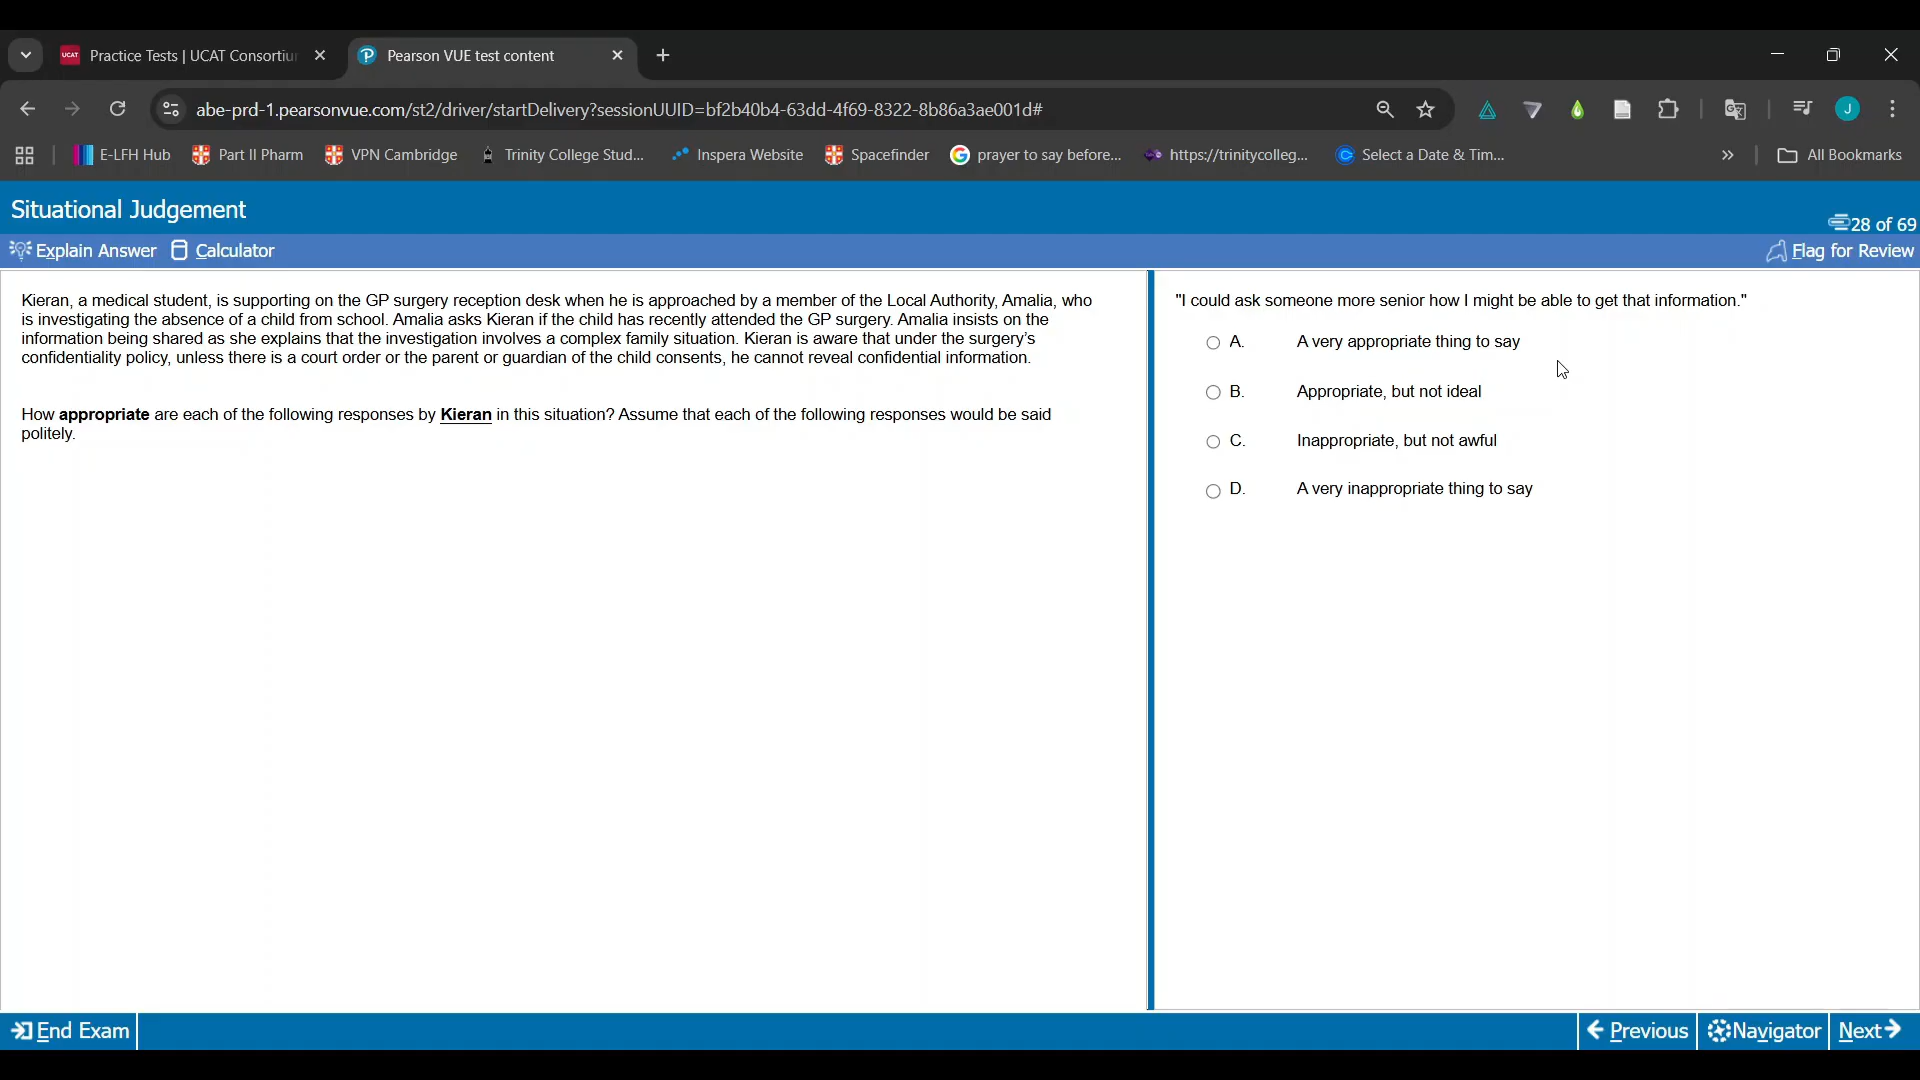 Practice Tests | UCAT Consortiu
Pearson VUE test content
abe-prd-1.pearsonvue.com/st2/driver/startDelivery?sessionUUID=bf2b40b4-63dd-4f69-8322-8b86a3ae001d#
J
E-LFH Hub
Part II Pharm
VPN Cambridge
Trinity College Stud...
Inspera Website
Spacefinder
prayer to say before...
https://trinitycolleg...
Select a Date & Tim...
All Bookmarks
Situational Judgement
28 of 69
Explain Answer
Calculator
Flag for Review
Kieran, a medical student, is supporting on the GP surgery reception desk when he is approached by a member of the Local Authority, Amalia, who
is investigating the absence of a child from school. Amalia asks Kieran if the child has recently attended the GP surgery. Amalia insists on the
information being shared as she explains that the investigation involves a complex family situation. Kieran is aware that under the surgery's
confidentiality policy, unless there is a court order or the parent or guardian of the child consents, he cannot reveal confidential information.
How appropriate are each of the following responses by Kieran in this situation? Assume that each of the following responses would be said
politely.
"I could ask someone more senior how I might be able to get that information."
A. A very appropriate thing to say
B. Appropriate, but not ideal
C. Inappropriate, but not awful
D. A very inappropriate thing to say
End Exam
Previous
Navigator
Next